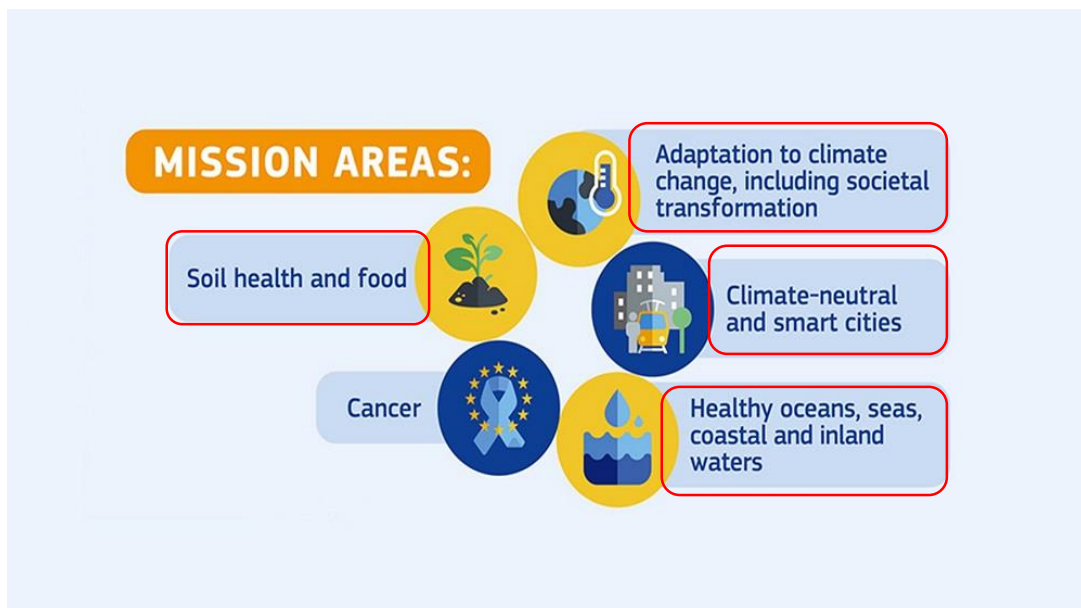 MISSION AREAS:
Adaptation to climate
change, including societal
transformation
Soil health and food
Climate-neutral
and smart cities
Cancer
Healthy oceans, seas,
coastal and inland
waters